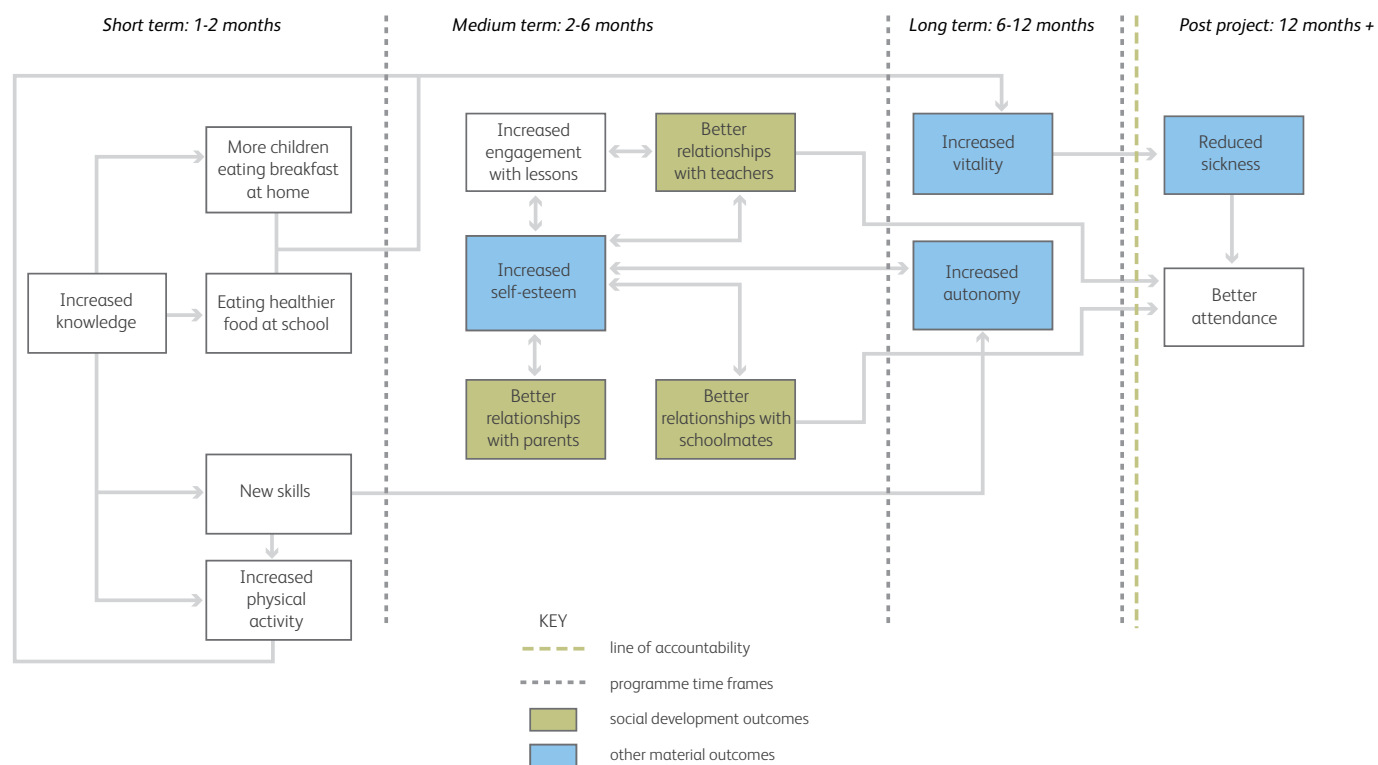 Short term: 1-2 months
Medium term: 2-6 months
Long term: 6-12 months
Post project: 12 months +
More children
eating breakfast
at home
Increased
knowledge
Eating healthier
food at school
New skills
Increased
physical
activity
Increased
engagement
with lessons
Better
relationships
with teachers
Increased
self-esteem
Better
relationships
with parents
Better
relationships with
schoolmates
Increased
vitality
Increased
autonomy
Reduced
sickness
Better
attendance
KEY
line of accountability
programme time frames
social development outcomes
other material outcomes